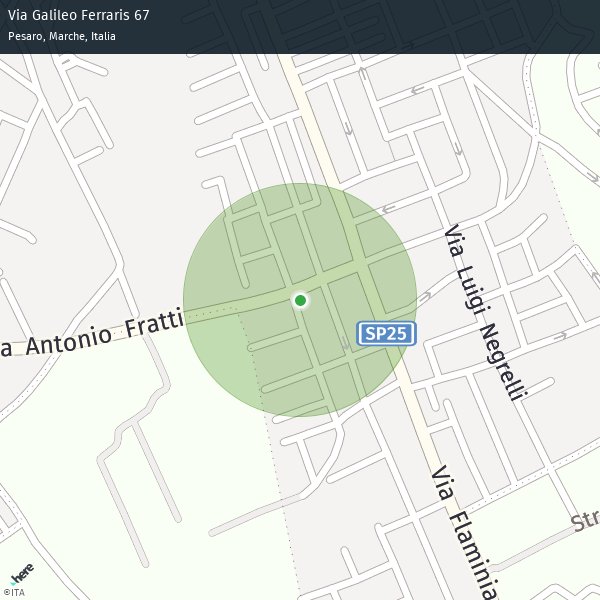 Via Galileo Ferraris 67
Pesaro, Marche, Italia
Via Luigi Negrelli
a Antonio Fratti
SP25
Via Flaminia
Str
here
©ITA